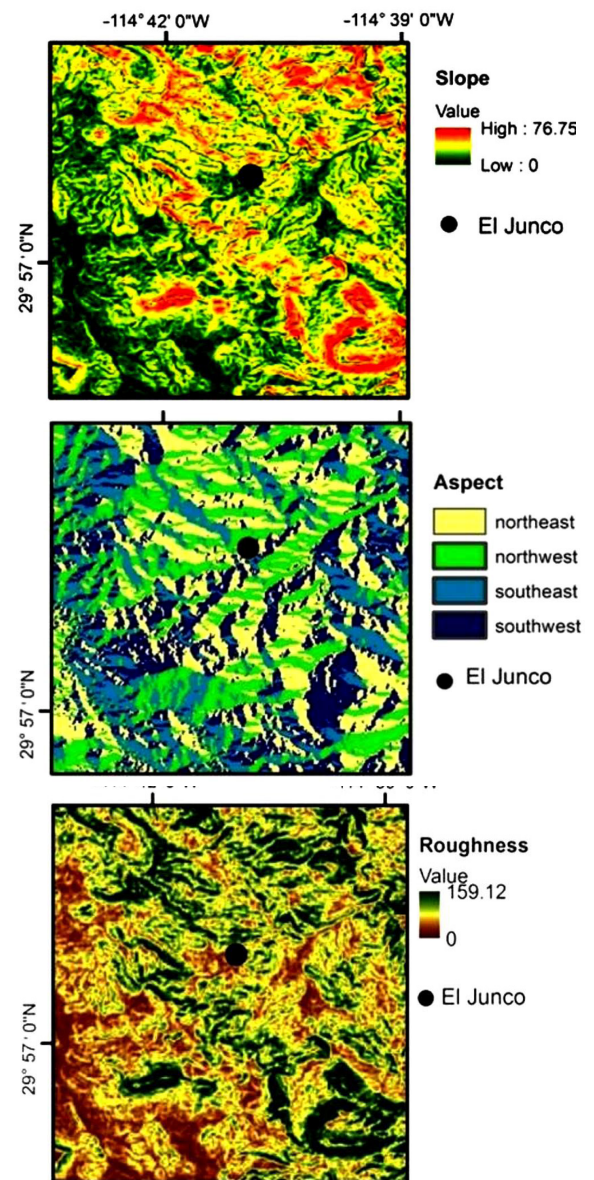 -114° 42' 0"W -114° 39' 0"W
Slope
Value
High : 76.75
Low : 0
El Junco
29° 57' 0"N
Aspect
northeast
northwest
southeast
southwest
El Junco
29° 57' 0"N
Roughness
Value
159.12
0
El Junco
29° 57' 0"N